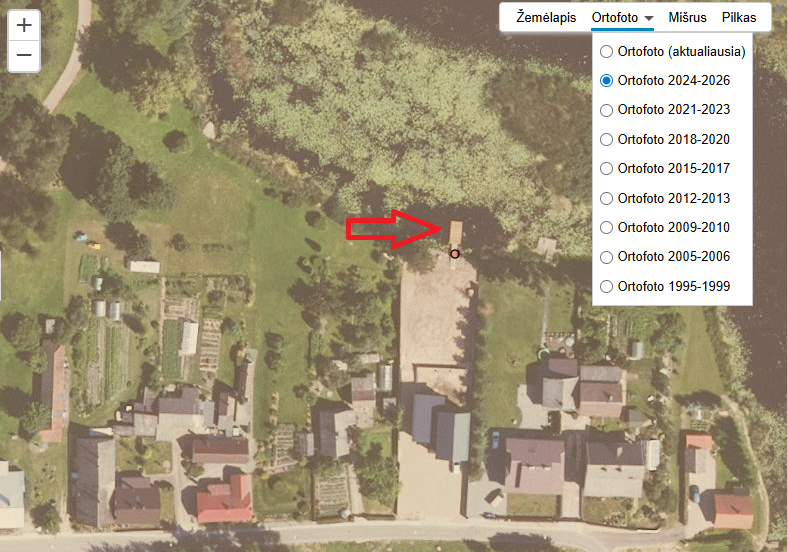 +
−
Žemėlapis Ortofoto Mišrus Pilkas
Ortofoto (aktualiausia)
Ortofoto 2024-2026
Ortofoto 2021-2023
Ortofoto 2018-2020
Ortofoto 2015-2017
Ortofoto 2012-2013
Ortofoto 2009-2010
Ortofoto 2005-2006
Ortofoto 1995-1999